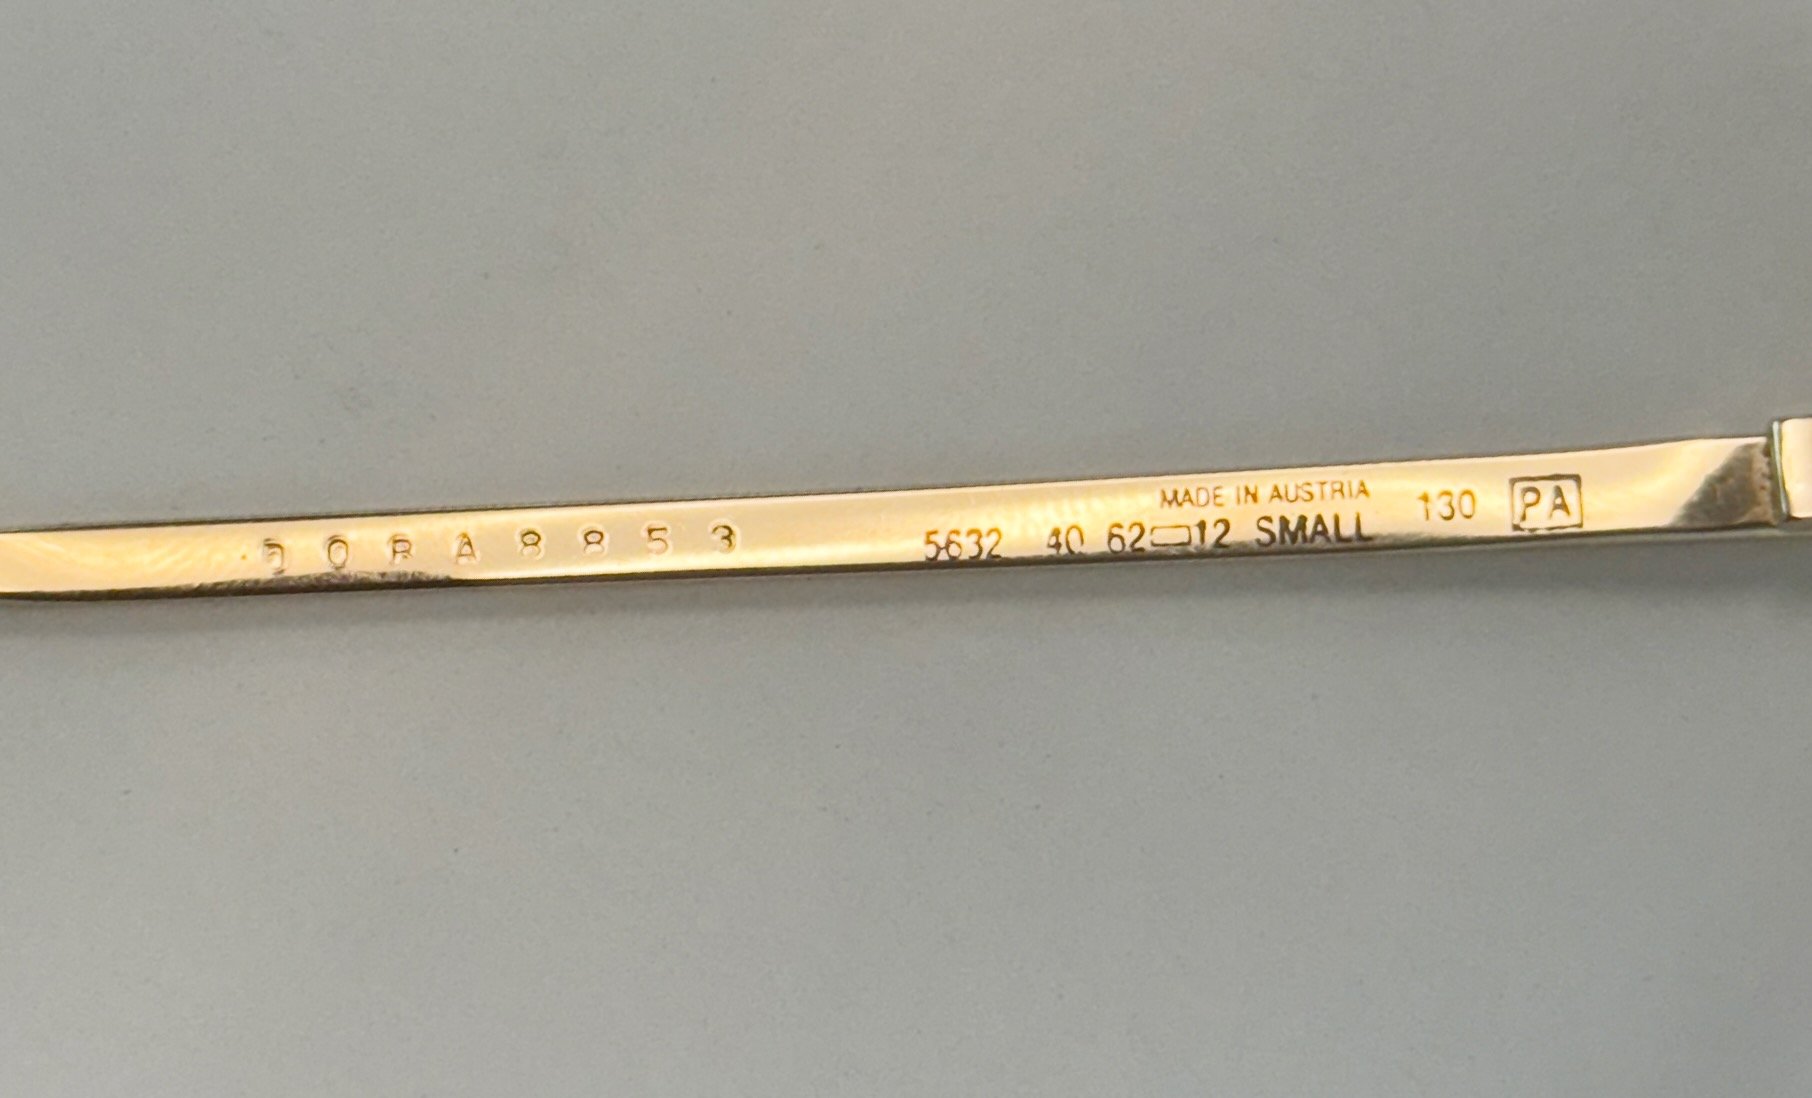 DORA8853
MADE IN AUSTRIA
5632 40 62▭12 SMALL 130 PA